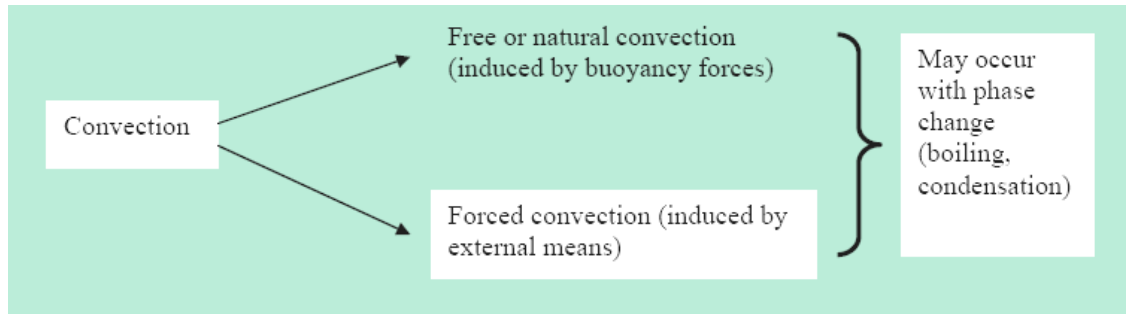 Convection
Free or natural convection
(induced by buoyancy forces)
Forced convection (induced by
external means)
May occur
with phase
change
(boiling,
condensation)